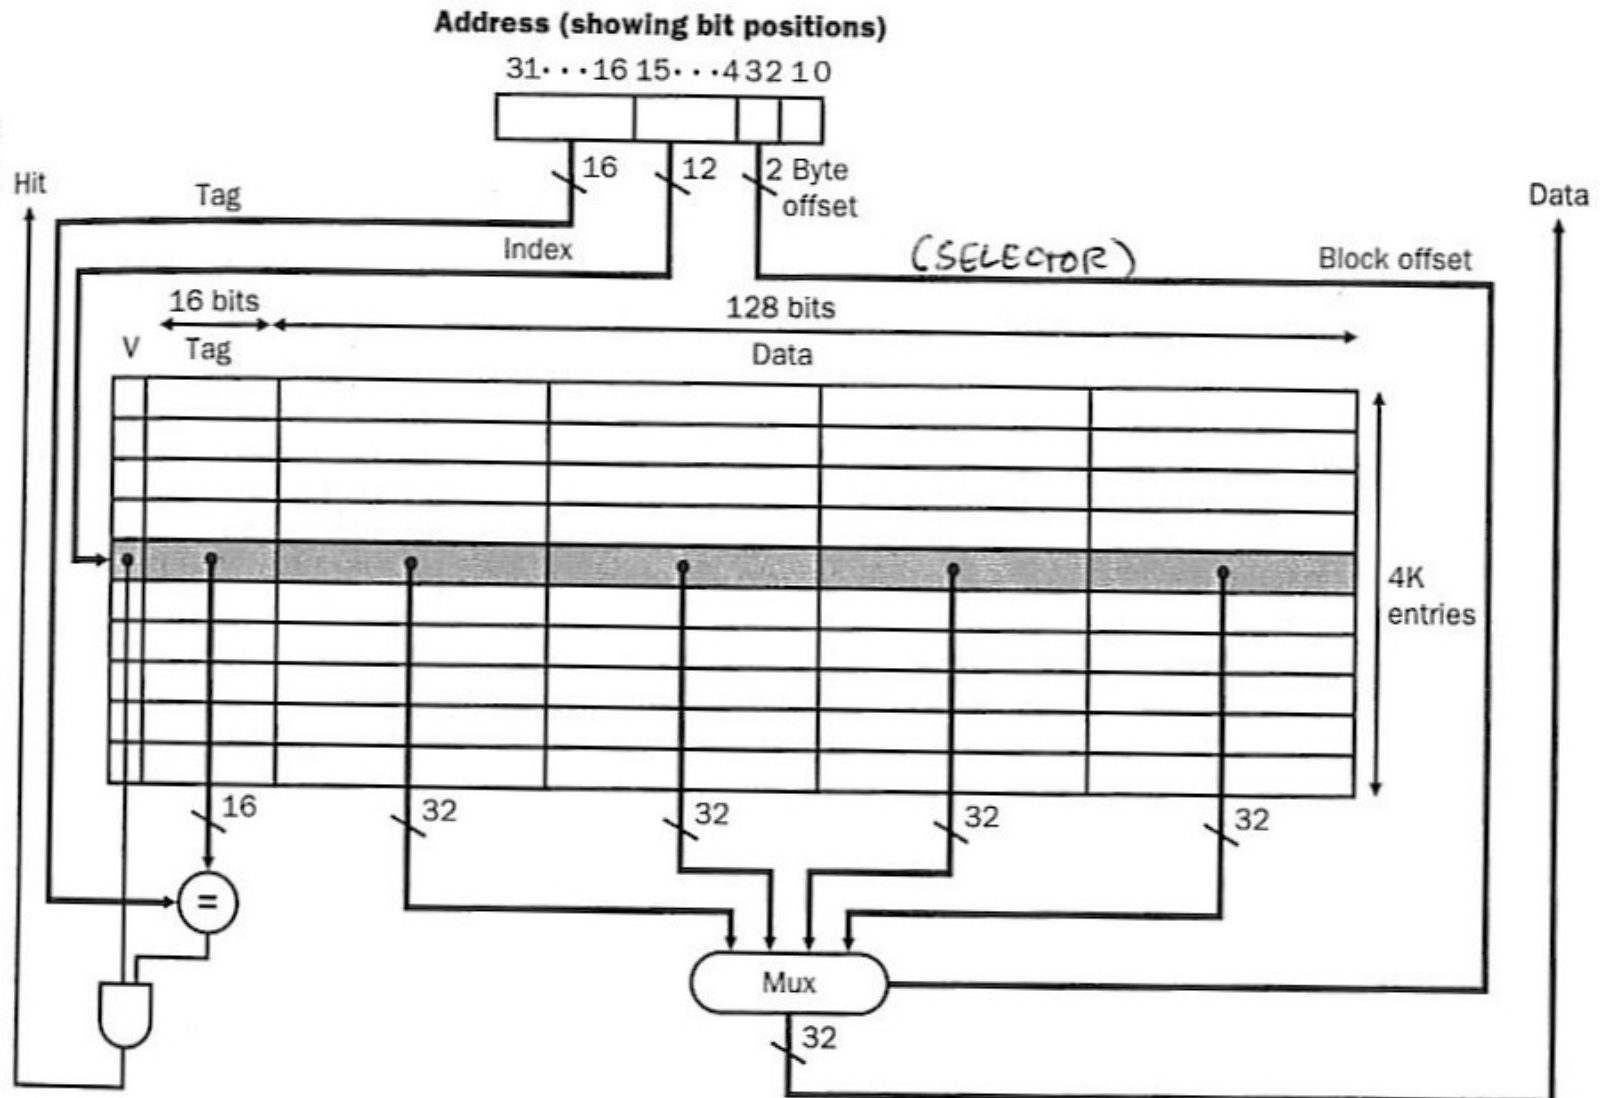 Address (showing bit positions)
31···16 15···4 3 2 1 0
16 12 2 Byte
offset
Hit
Tag
Data
Index
(SELECTOR)
Block offset
16 bits
128 bits
V
Tag
Data
4K
entries
16
32
32
32
32
=
Mux
32